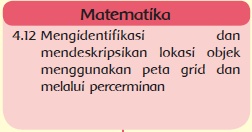 Matematika
4.12 Mengidentifikasi dan
mendeskripsikan lokasi objek
menggunakan peta grid dan
melalui percerminan